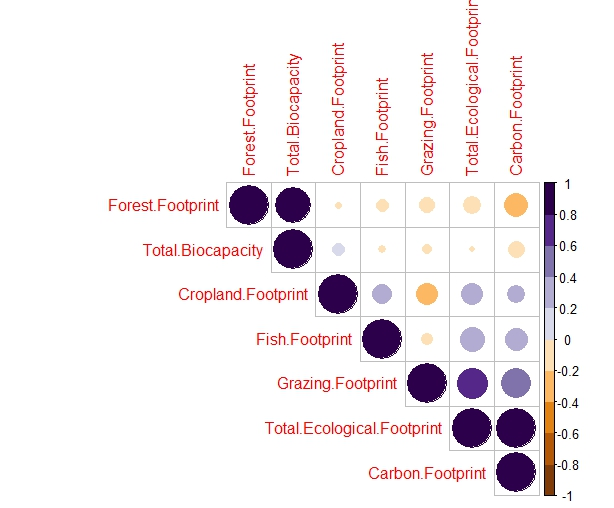 Forest.Footprint
Total.Biocapacity
Cropland.Footprint
Fish.Footprint
Grazing.Footprint
Total.Ecological.Footprin
Carbon.Footprint
Forest.Footprint
Total.Biocapacity
Cropland.Footprint
Fish.Footprint
Grazing.Footprint
Total.Ecological.Footprint
Carbon.Footprint
1
0.8
0.6
0.4
0.2
0
-0.2
-0.4
-0.6
-0.8
-1